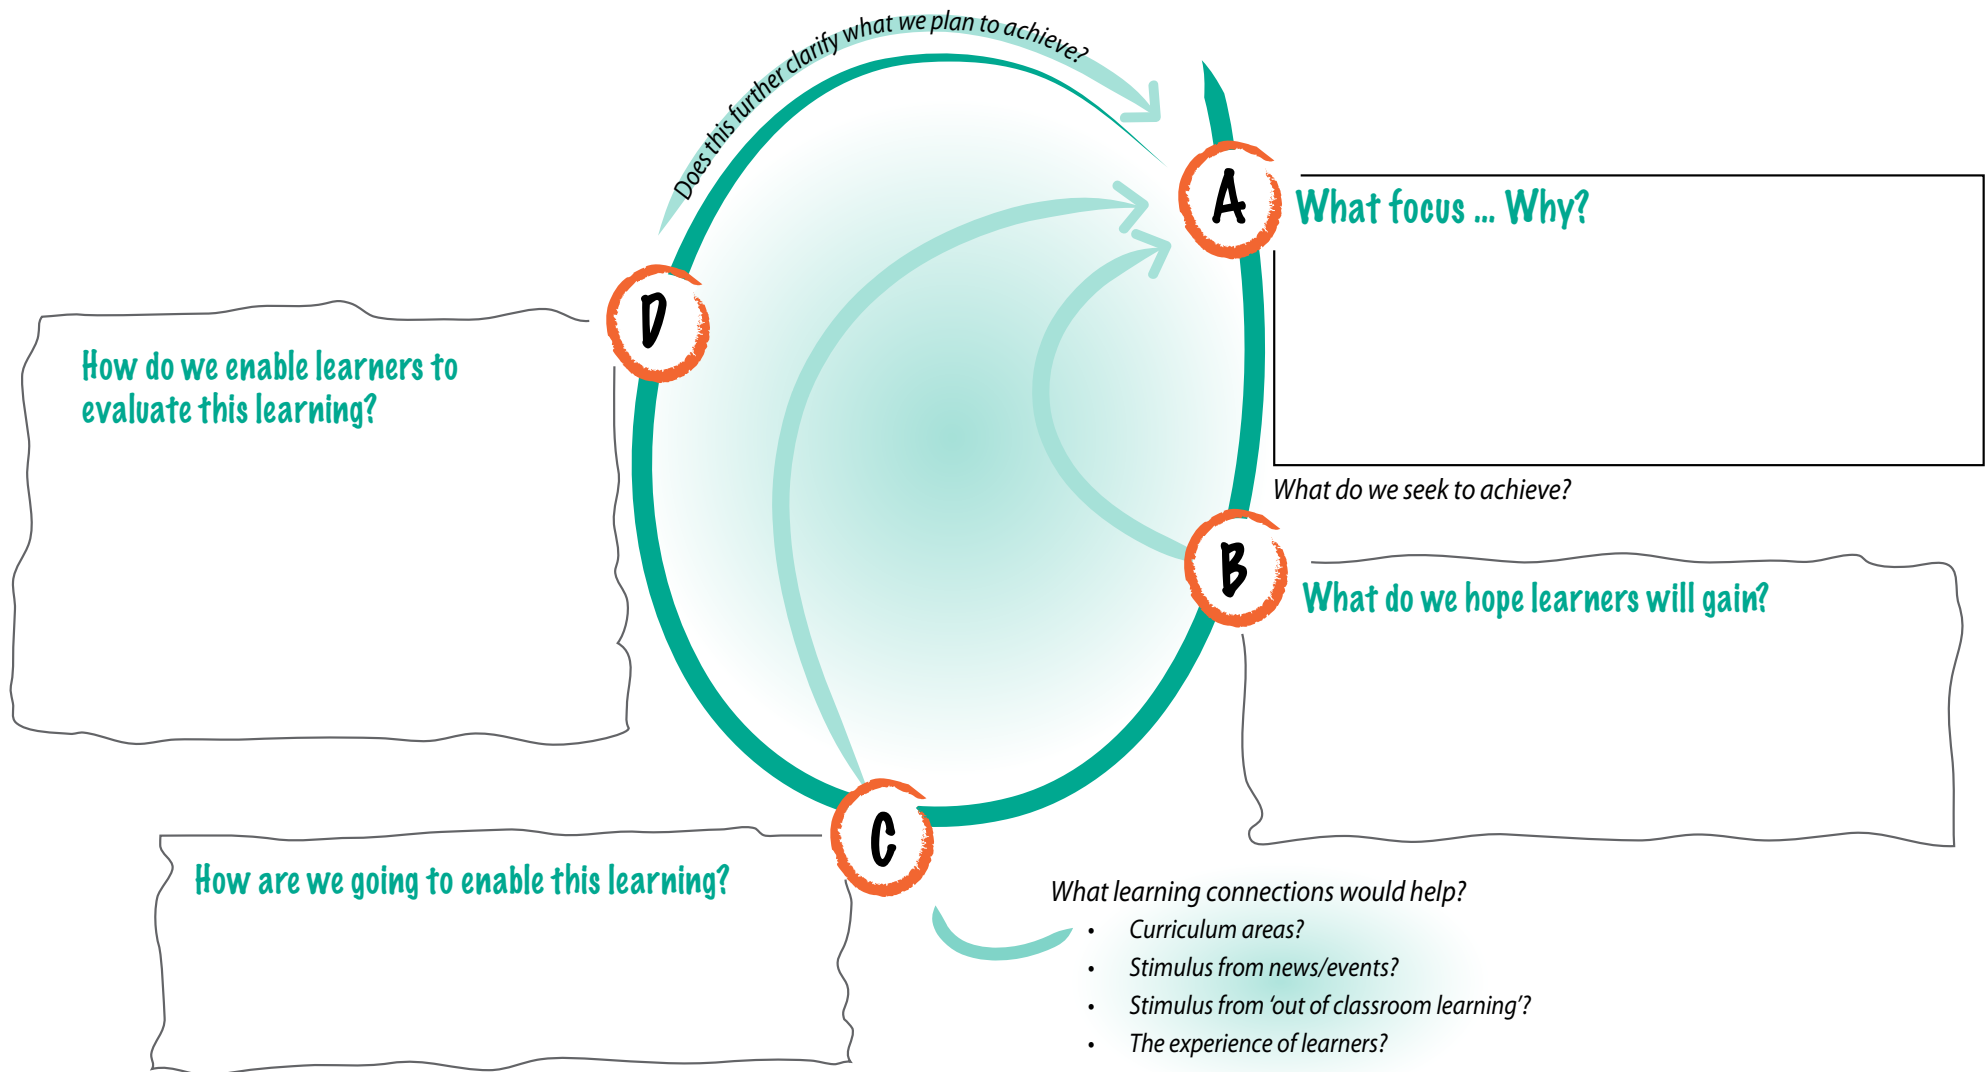 Does this further clarify what we plan to achieve?
A
What focus ... Why?
What do we seek to achieve?
B
What do we hope learners will gain?
C
How are we going to enable this learning?
What learning connections would help?
• Curriculum areas?
• Stimulus from news/events?
• Stimulus from ‘out of classroom learning’?
• The experience of learners?
D
How do we enable learners to
evaluate this learning?